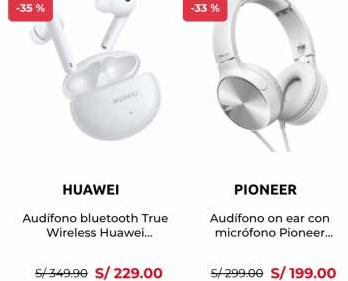 -35 %
-33 %
HUAWEI
HUAWEI
PIONEER
Audífono bluetooth True
Wireless Huawei...
Audífono on ear con
micrófono Pioneer...
S/ 349.90 S/ 229.00
S/ 299.00 S/ 199.00